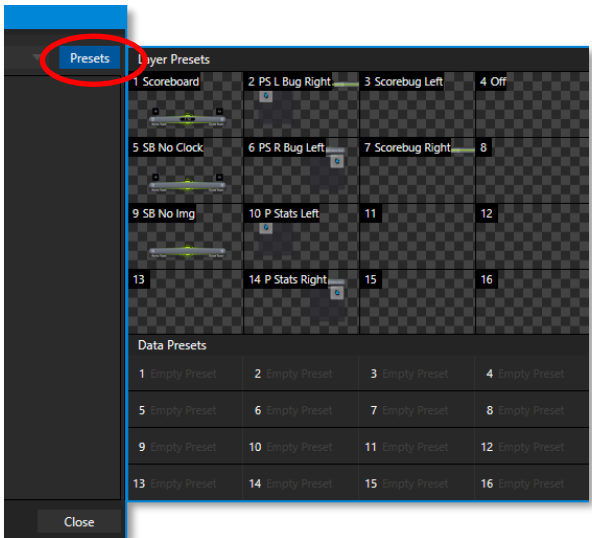 Presets
Layer Presets
1 Scoreboard 2 PS L Bug Right 3 Scorebug Left 4 Off
5 SB No Clock 6 PS R Bug Left 7 Scorebug Right 8
9 SB No Img 10 P Stats Left 11 12
13 14 P Stats Right 15 16
Data Presets
1 Empty Preset 2 Empty Preset 3 Empty Preset 4 Empty Preset
5 Empty Preset 6 Empty Preset 7 Empty Preset 8 Empty Preset
9 Empty Preset 10 Empty Preset 11 Empty Preset 12 Empty Preset
13 Empty Preset 14 Empty Preset 15 Empty Preset 16 Empty Preset
Close